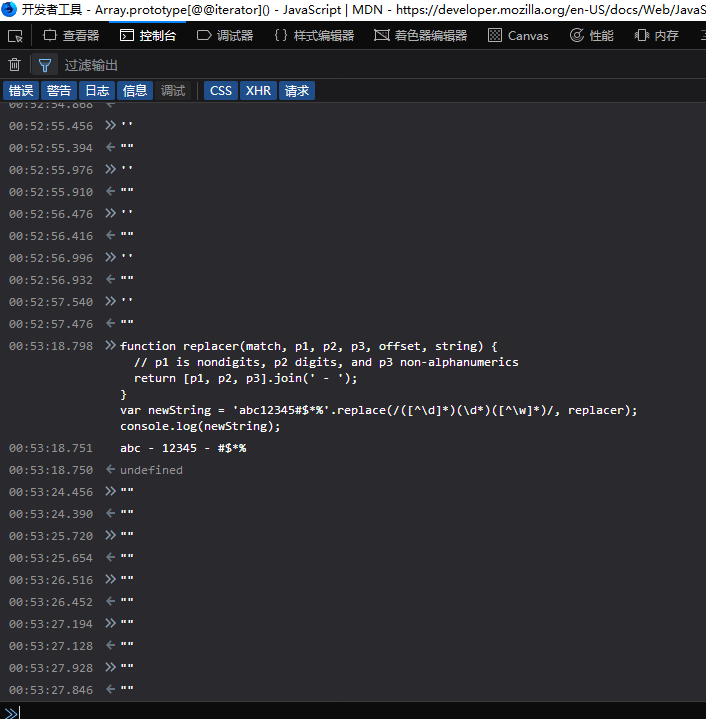 开发者工具 - Array.prototype[@@iterator]() - JavaScript | MDN - https://developer.mozilla.org/en-US/docs/Web/JavaS
查看器 控制台 调试器 {} 样式编辑器 着色器编辑器 Canvas 性能 内存
过滤输出
错误 警告 日志 信息 调试 CSS XHR 请求
00:52:54.868 ←
00:52:55.456 >> ''
00:52:55.394 ← ""
00:52:55.976 >> ''
00:52:55.910 ← ""
00:52:56.476 >> ''
00:52:56.416 ← ""
00:52:56.996 >> ''
00:52:56.932 ← ""
00:52:57.540 >> ''
00:52:57.476 ← ""
00:53:18.798 >> function replacer(match, p1, p2, p3, offset, string) {
// p1 is nondigits, p2 digits, and p3 non-alphanumerics
return [p1, p2, p3].join(' - ');
}
var newString = 'abc12345#$*%'.replace(/([^\d]*)(\d*)([^\w]*)/, replacer);
console.log(newString);
00:53:18.751 abc - 12345 - #$*%
00:53:18.750 ← undefined
00:53:24.456 >> ""
00:53:24.390 ← ""
00:53:25.720 >> ""
00:53:25.654 ← ""
00:53:26.516 >> ""
00:53:26.452 ← ""
00:53:27.194 >> ""
00:53:27.128 ← ""
00:53:27.928 >> ""
00:53:27.846 ← ""
>>